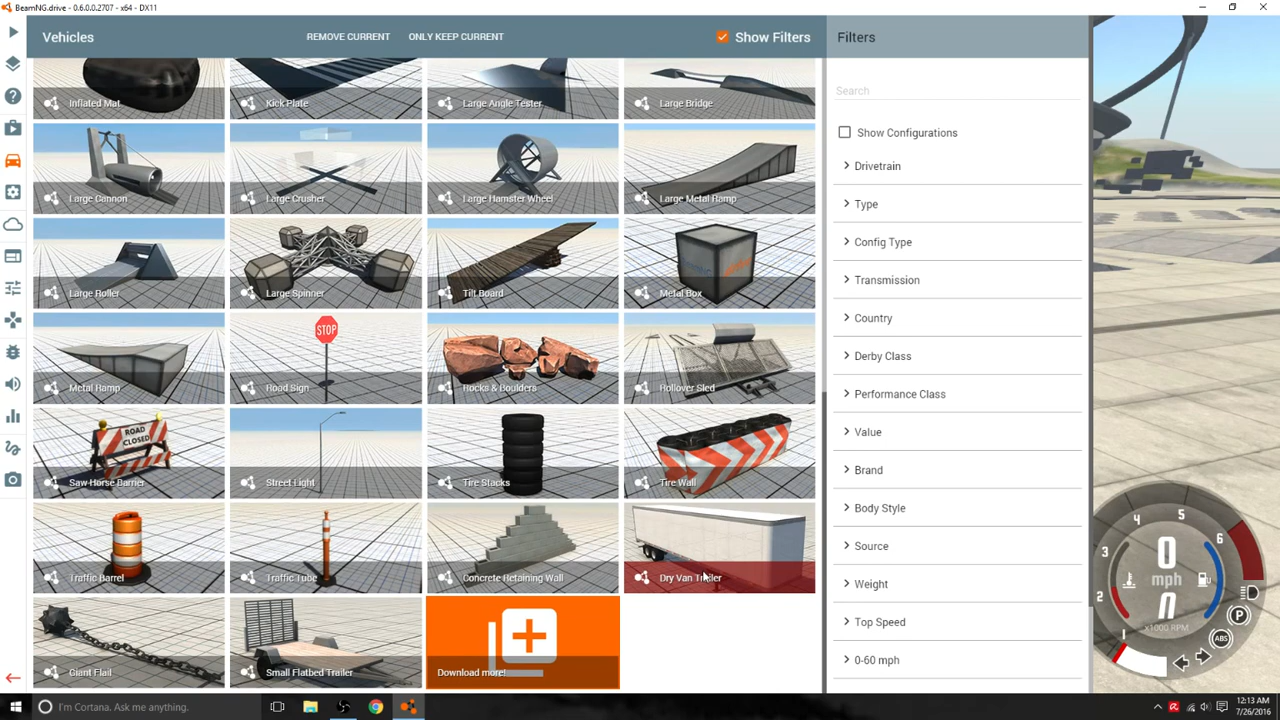 BeamNG.drive - 0.6.0.0.2707 - x64 - DX11
Vehicles REMOVE CURRENT ONLY KEEP CURRENT Show Filters
Filters
Inflated Mat Kick Plate Large Angle Tester Large Bridge
Search
Show Configurations
Large Cannon Large Crusher Large Hamster Wheel Large Metal Ramp
Drivetrain
Type
Config Type
Large Roller Large Spinner Tilt Board Metal Box
Transmission
Country
STOP
Derby Class
Metal Ramp Road Sign Rocks & Boulders Rollover Sled
Performance Class
ROAD
CLOSED
Value
Brand
Saw Horse Barrier Street Light Tire Stacks Tire Wall
Body Style
Source
Traffic Barrel Traffic Tube Concrete Retaining Wall Dry Van Trailer
Weight
Top Speed
0-60 mph
Giant Flail Small Flatbed Trailer Download more!
1 2 3 4 5 6
0
mph
0
x1000 RPM
P
ABS
I'm Cortana. Ask me anything.
12:13 AM
7/26/2016